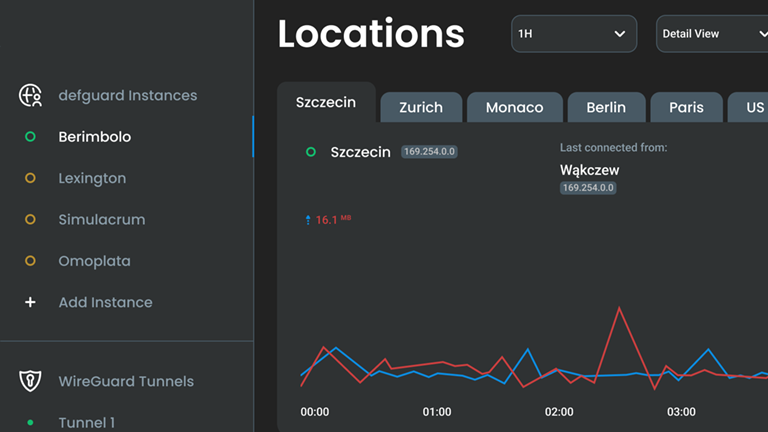 Locations
1H
Detail View
defguard Instances
Berimbolo
Lexington
Simulacrum
Omoplata
Add Instance
WireGuard Tunnels
Tunnel 1
Szczecin
Zurich
Monaco
Berlin
Paris
US
Szczecin 169.254.0.0
Last connected from:
Wąkczew
169.254.0.0
16.1 MB
00:00 01:00 02:00 03:00